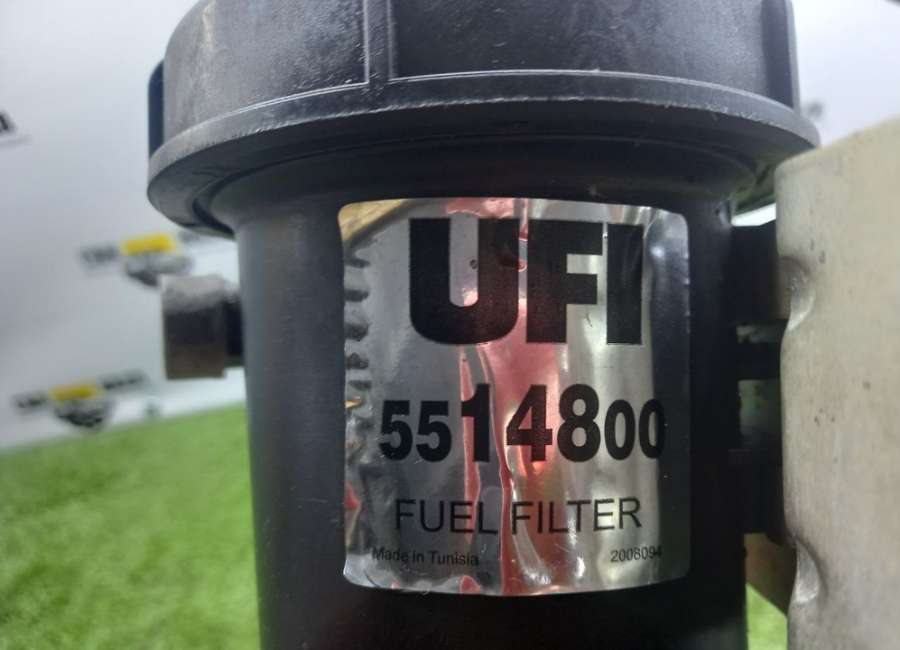 UFI
5514800
FUEL FILTER
Made in Tunisia 2008094